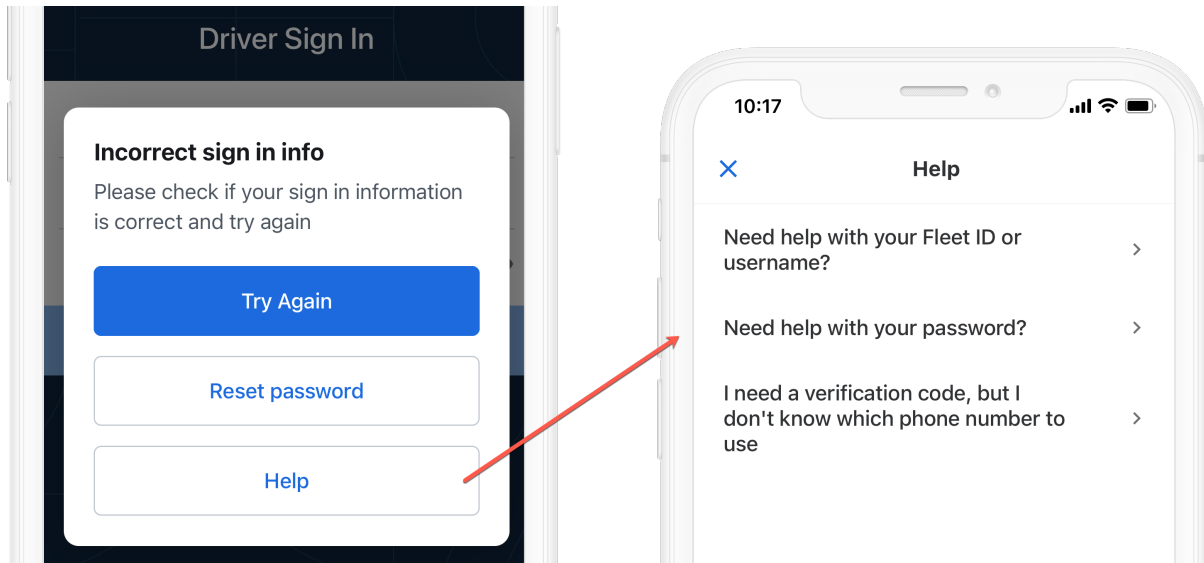 Driver Sign In
Incorrect sign in info
Please check if your sign in information
is correct and try again
Try Again
Reset password
Help
10:17
Help
Need help with your Fleet ID or
username?
Need help with your password?
I need a verification code, but I
don't know which phone number to
use